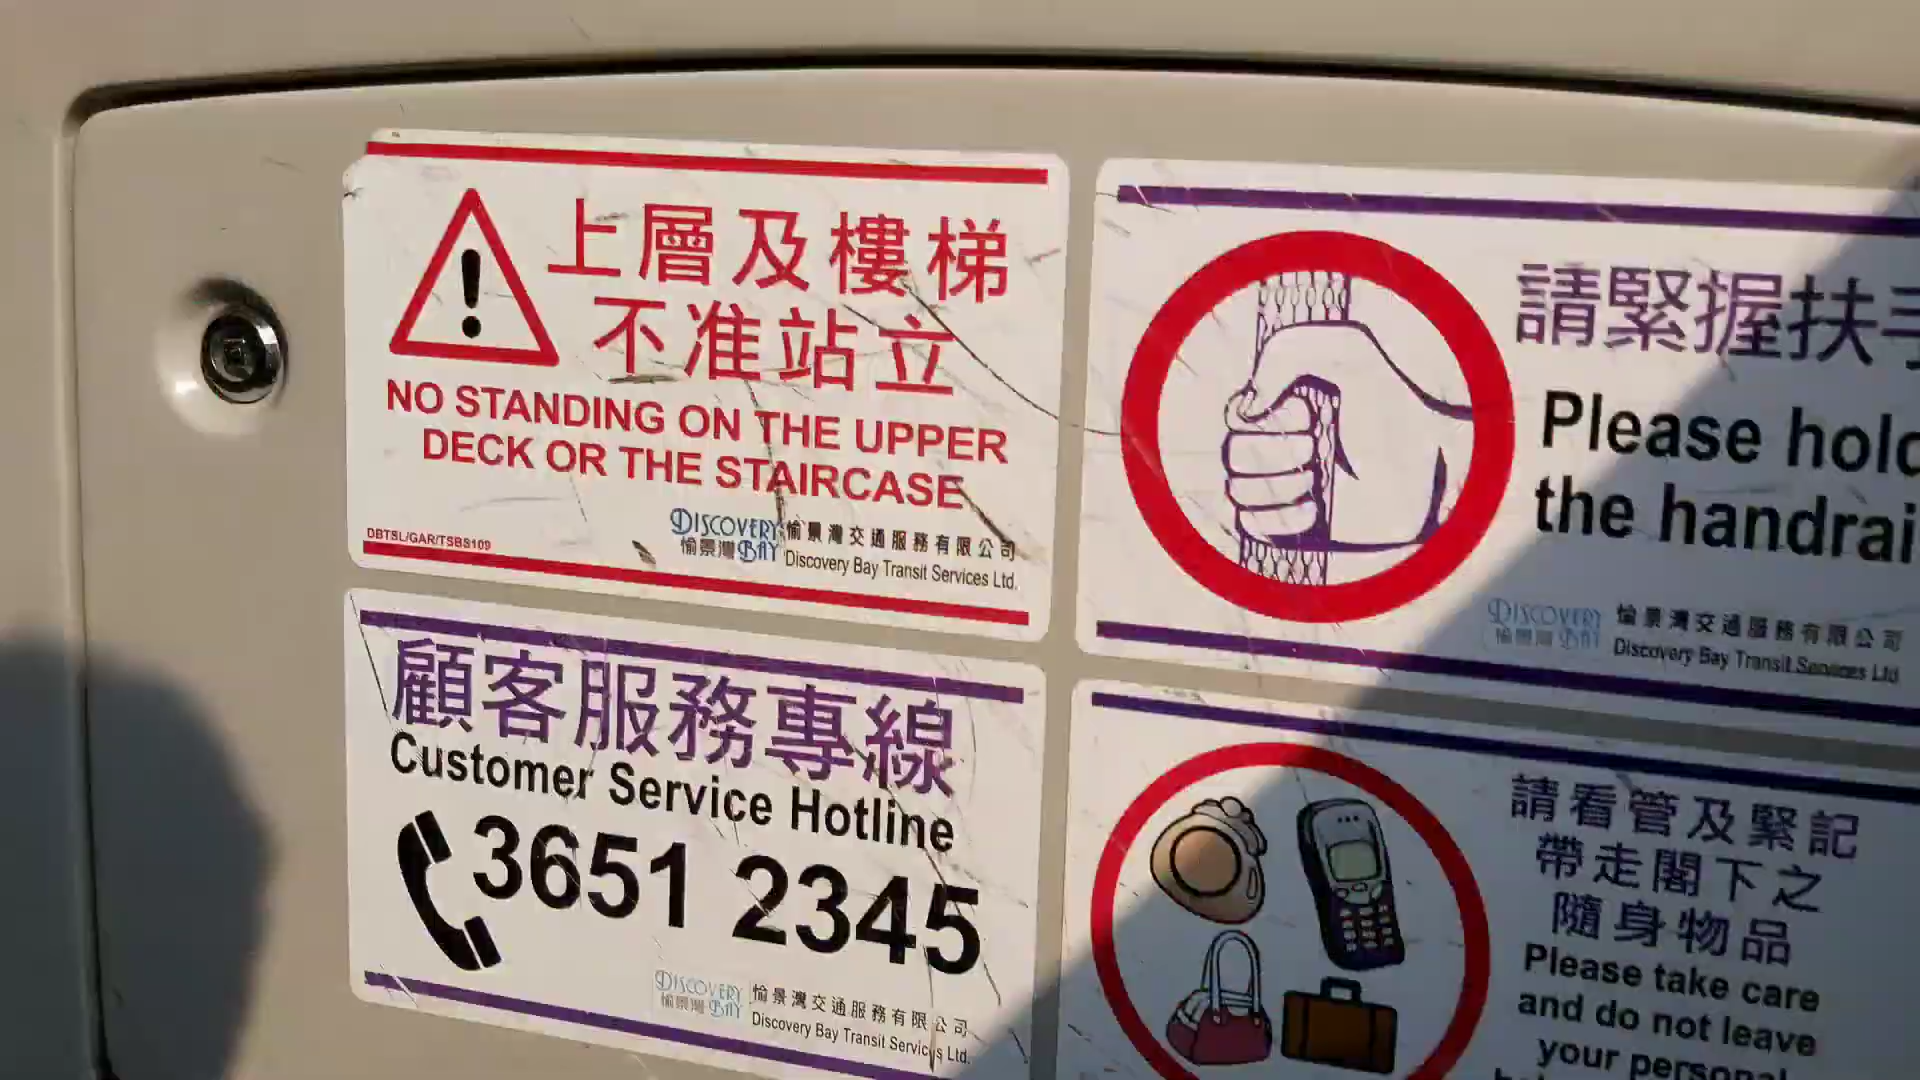 上層及樓梯
不准站立
NO STANDING ON THE UPPER
DECK OR THE STAIRCASE
DBTSL/GAR/TSBS109
DISCOVERY
愉景灣 BAY
愉景灣交通服務有限公司
Discovery Bay Transit Services Ltd.
請緊握扶手
Please hold
the handrai
DISCOVERY
愉景灣 BAY
愉景灣交通服務有限公司
Discovery Bay Transit Services Ltd
顧客服務專線
Customer Service Hotline
3651 2345
DISCOVERY
愉景灣 BAY
愉景灣交通服務有限公司
Discovery Bay Transit Services Ltd.
請看管及緊記
帶走閣下之
隨身物品
Please take care
and do not leave
your personal